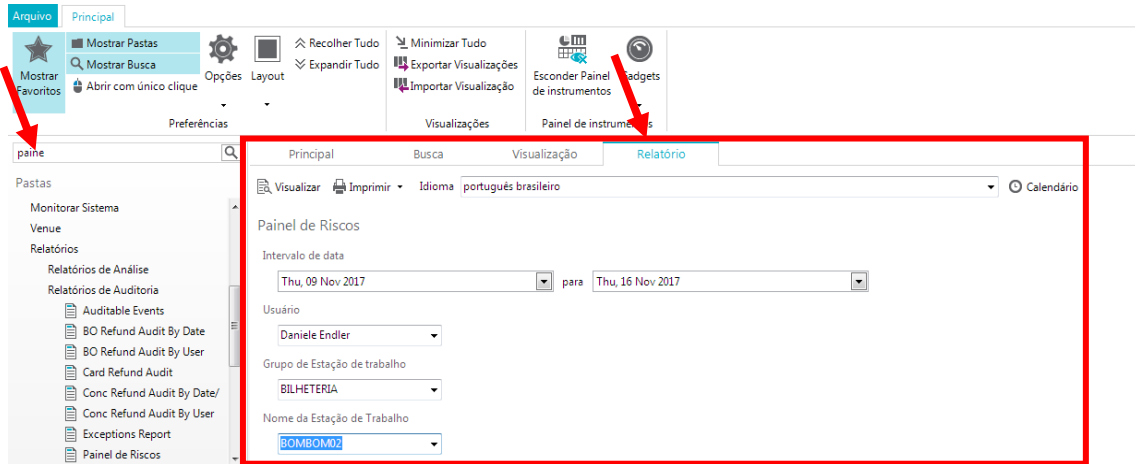 Arquivo Principal
Mostrar Favoritos
Mostrar Pastas
Mostrar Busca
Abrir com único clique
Opções
Layout
Recolher Tudo
Expandir Tudo
Preferências
Minimizar Tudo
Exportar Visualizações
Importar Visualização
Visualizações
Esconder Painel
de instrumentos
Gadgets
Painel de instrumentos
paine
Pastas
Monitorar Sistema
Venue
Relatórios
Relatórios de Análise
Relatórios de Auditoria
Auditable Events
BO Refund Audit By Date
BO Refund Audit By User
Card Refund Audit
Conc Refund Audit By Date/
Conc Refund Audit By User
Exceptions Report
Painel de Riscos
Principal Busca Visualização Relatório
Visualizar Imprimir Idioma português brasileiro Calendário
Painel de Riscos
Intervalo de data
Thu, 09 Nov 2017 para Thu, 16 Nov 2017
Usuário
Daniele Endler
Grupo de Estação de trabalho
BILHETERIA
Nome da Estação de Trabalho
BOMBOM02